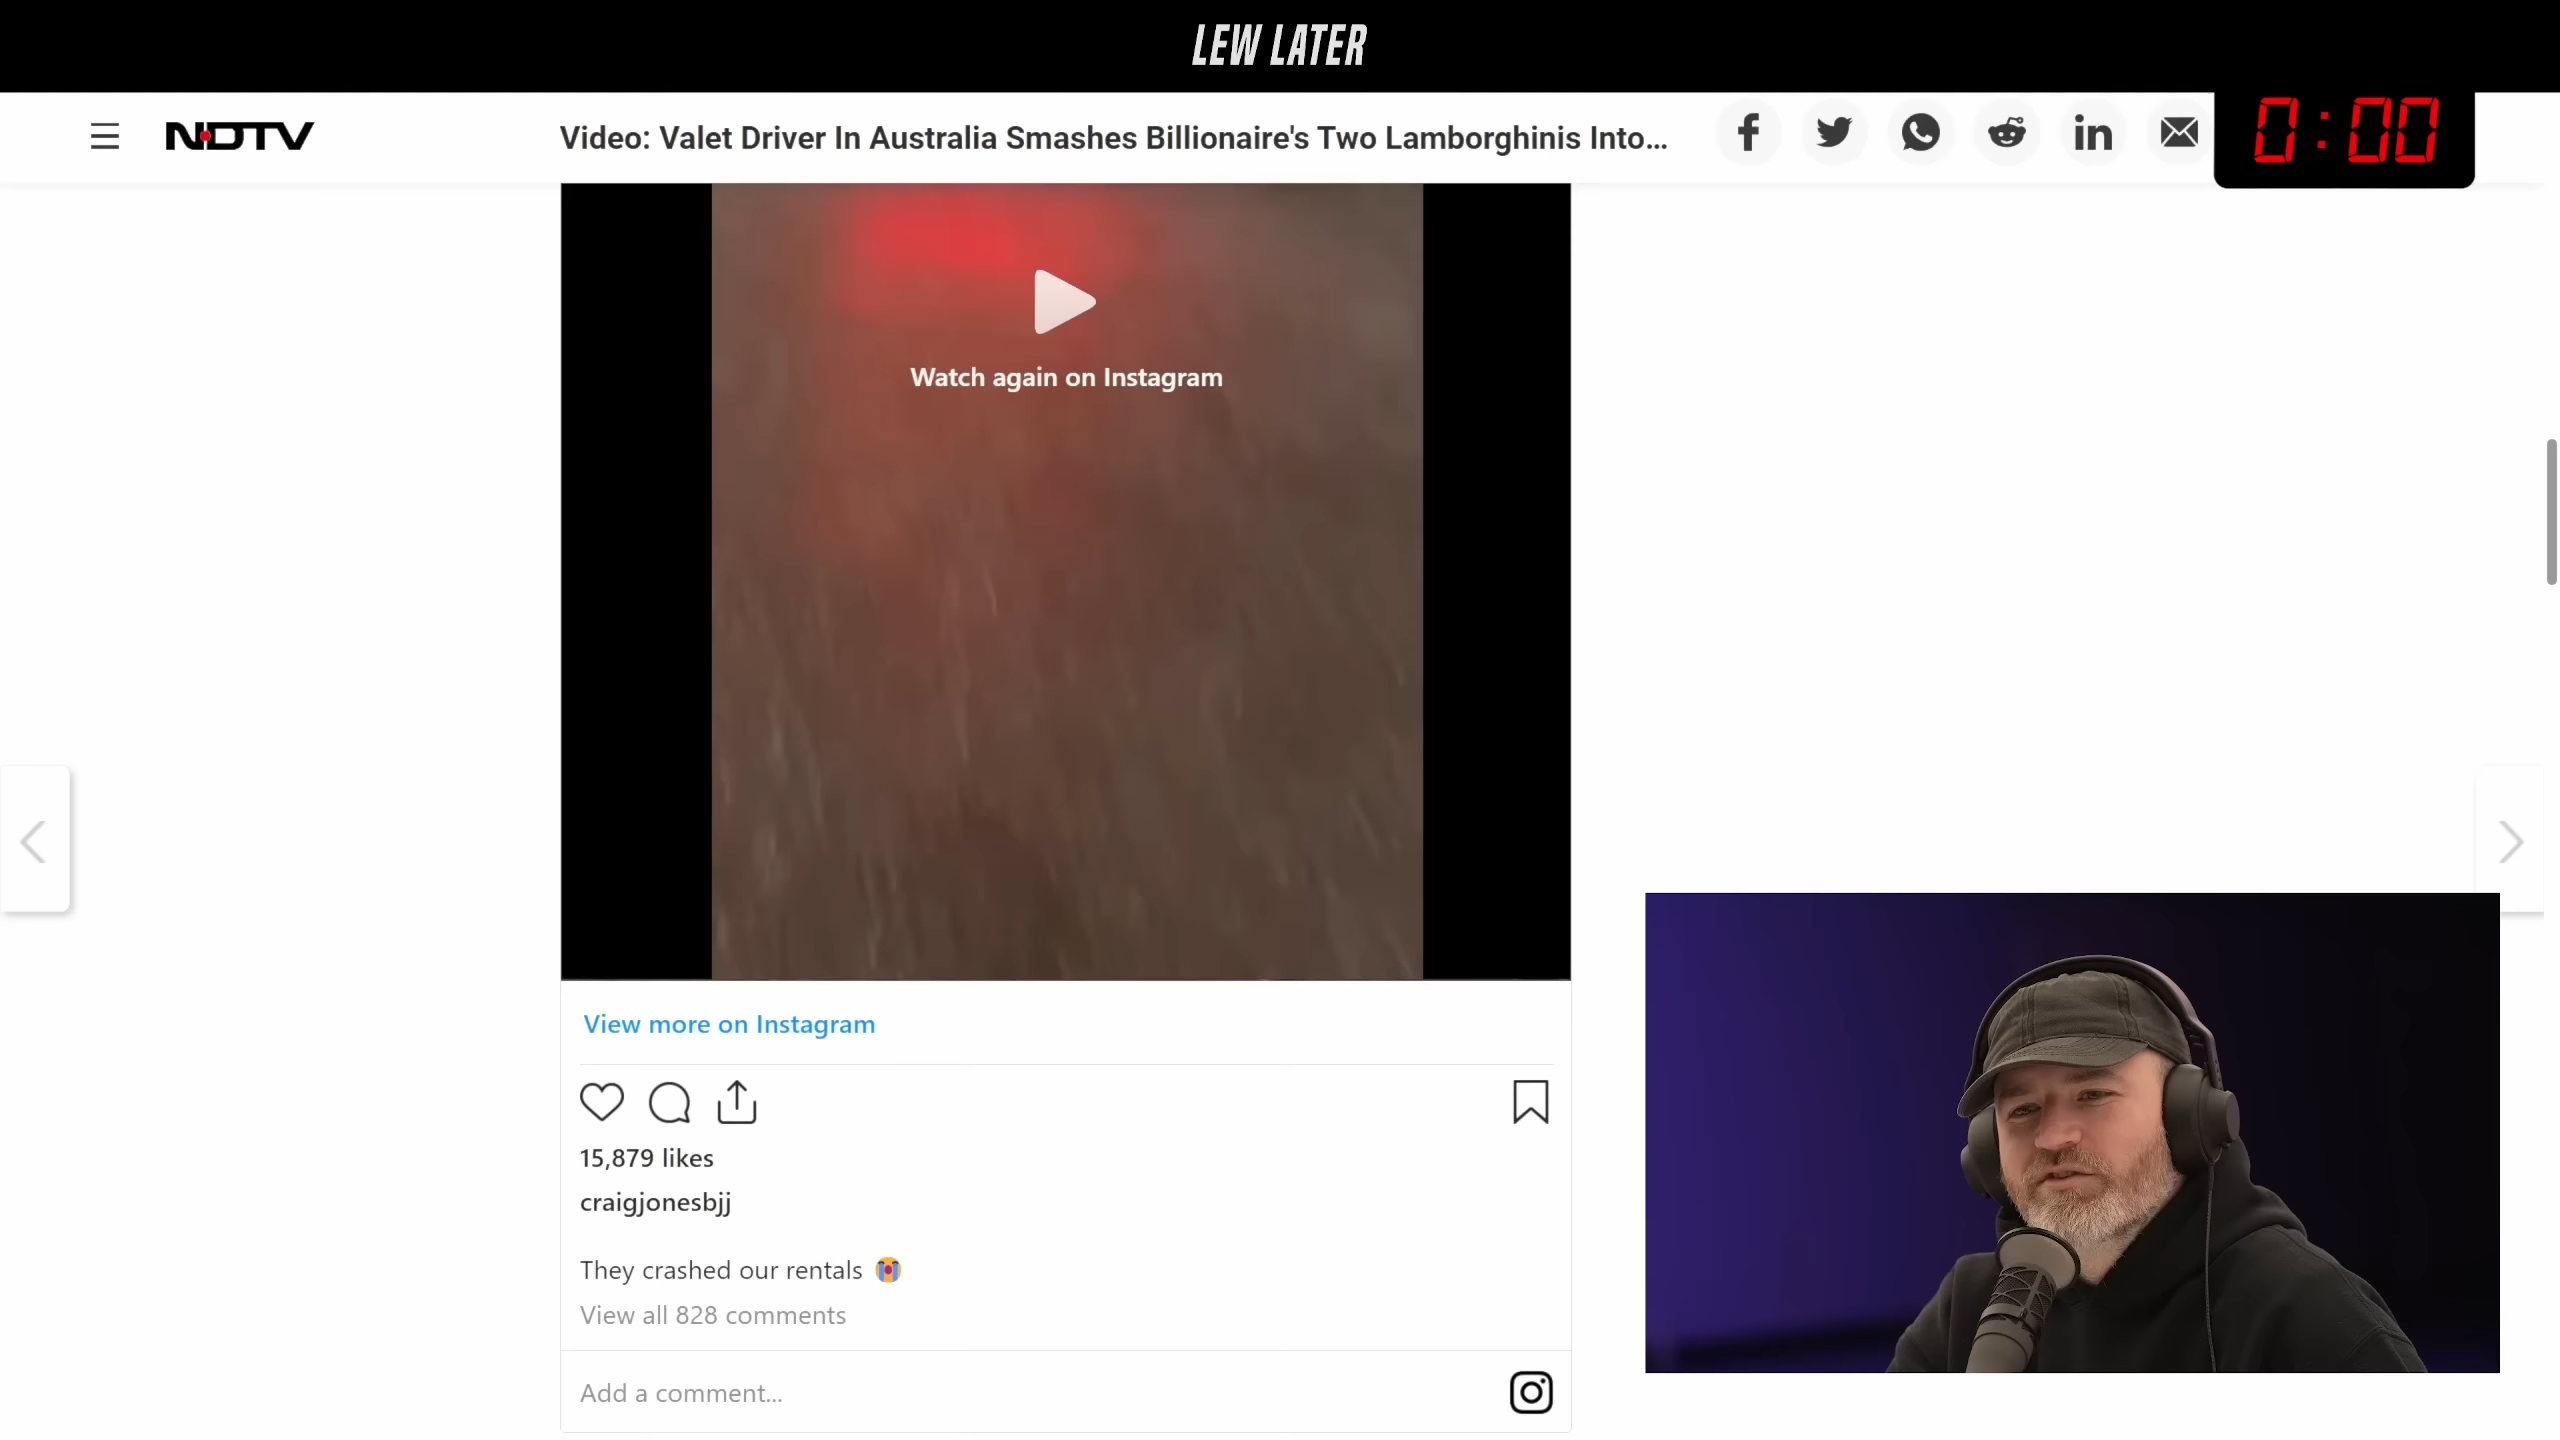 LEW LATER
NDTV
Video: Valet Driver In Australia Smashes Billionaire's Two Lamborghinis Into...
0:00
Watch again on Instagram
View more on Instagram
15,879 likes
craigjonesbjj
They crashed our rentals 😭
View all 828 comments
Add a comment...